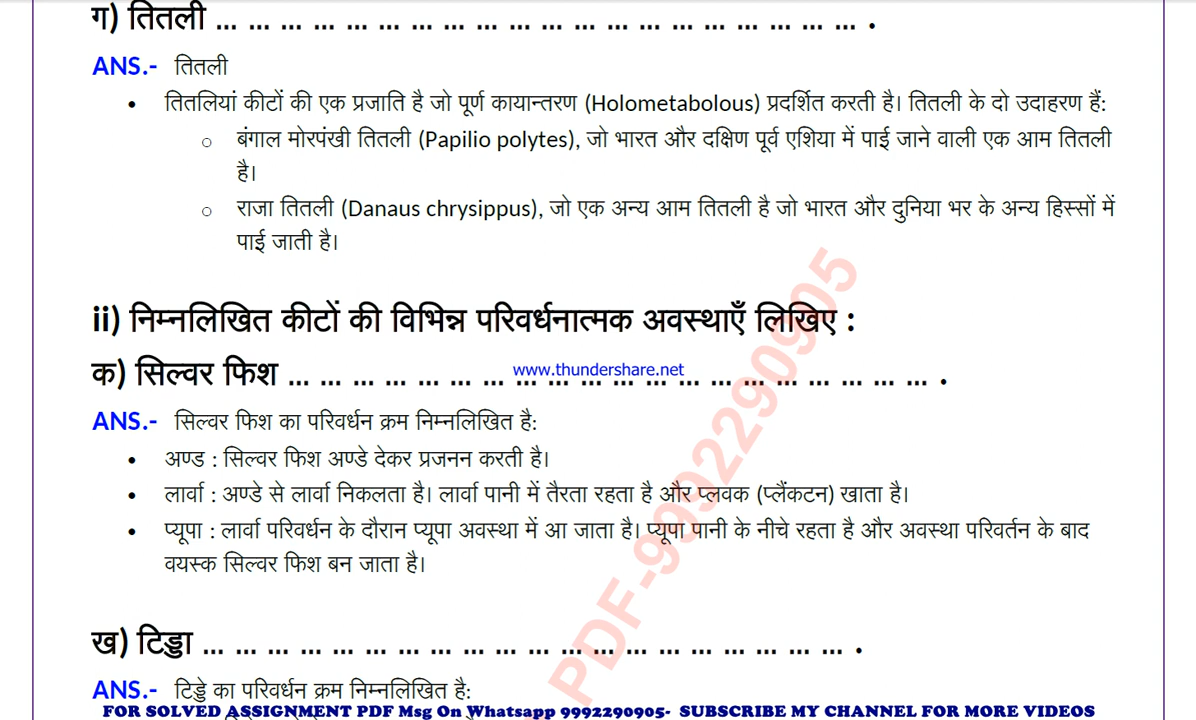 ग) तितली ... ... ... ... ... ... ... ... ... ... ... ... ... ... ... ... ... ... ... ... .
ANS.- तितली
• तितलियां कीटों की एक प्रजाति है जो पूर्ण कायान्तरण (Holometabolous) प्रदर्शित करती है। तितली के दो उदाहरण हैं:
○ बंगाल मोरपंखी तितली (Papilio polytes), जो भारत और दक्षिण पूर्व एशिया में पाई जाने वाली एक आम तितली
है।
○ राजा तितली (Danaus chrysippus), जो एक अन्य आम तितली है जो भारत और दुनिया भर के अन्य हिस्सों में
पाई जाती है।
ii) निम्नलिखित कीटों की विभिन्न परिवर्धनात्मक अवस्थाएँ लिखिए :
क) सिल्वर फिश ... ... ... ... ... ... ... ... ... ... ... ... ... ... ... ... ... ... ... ... .
www.thundershare.net
ANS.- सिल्वर फिश का परिवर्धन क्रम निम्नलिखित है:
• अण्ड : सिल्वर फिश अण्डे देकर प्रजनन करती है।
• लार्वा : अण्डे से लार्वा निकलता है। लार्वा पानी में तैरता रहता है और प्लवक (प्लैंकटन) खाता है।
• प्यूपा : लार्वा परिवर्धन के दौरान प्यूपा अवस्था में आ जाता है। प्यूपा पानी के नीचे रहता है और अवस्था परिवर्तन के बाद
वयस्क सिल्वर फिश बन जाता है।
PDF-9992290905
ख) टिड्डा ... ... ... ... ... ... ... ... ... ... ... ... ... ... ... ... ... ... ... ... .
ANS.- टिड्डे का परिवर्धन क्रम निम्नलिखित है:
FOR SOLVED ASSIGNMENT PDF Msg On Whatsapp 9992290905- SUBSCRIBE MY CHANNEL FOR MORE VIDEOS